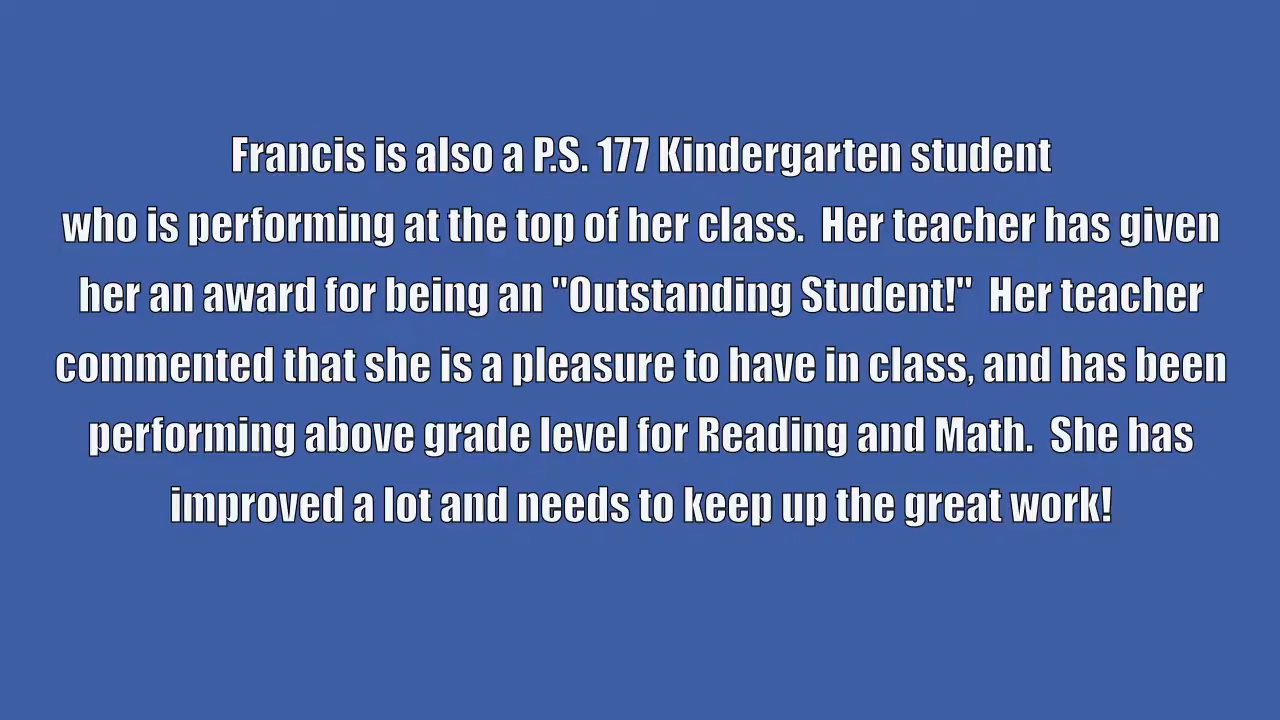 Francis is also a P.S. 177 Kindergarten student
who is performing at the top of her class.  Her teacher has given
her an award for being an "Outstanding Student!"  Her teacher
commented that she is a pleasure to have in class, and has been
performing above grade level for Reading and Math.  She has
improved a lot and needs to keep up the great work!